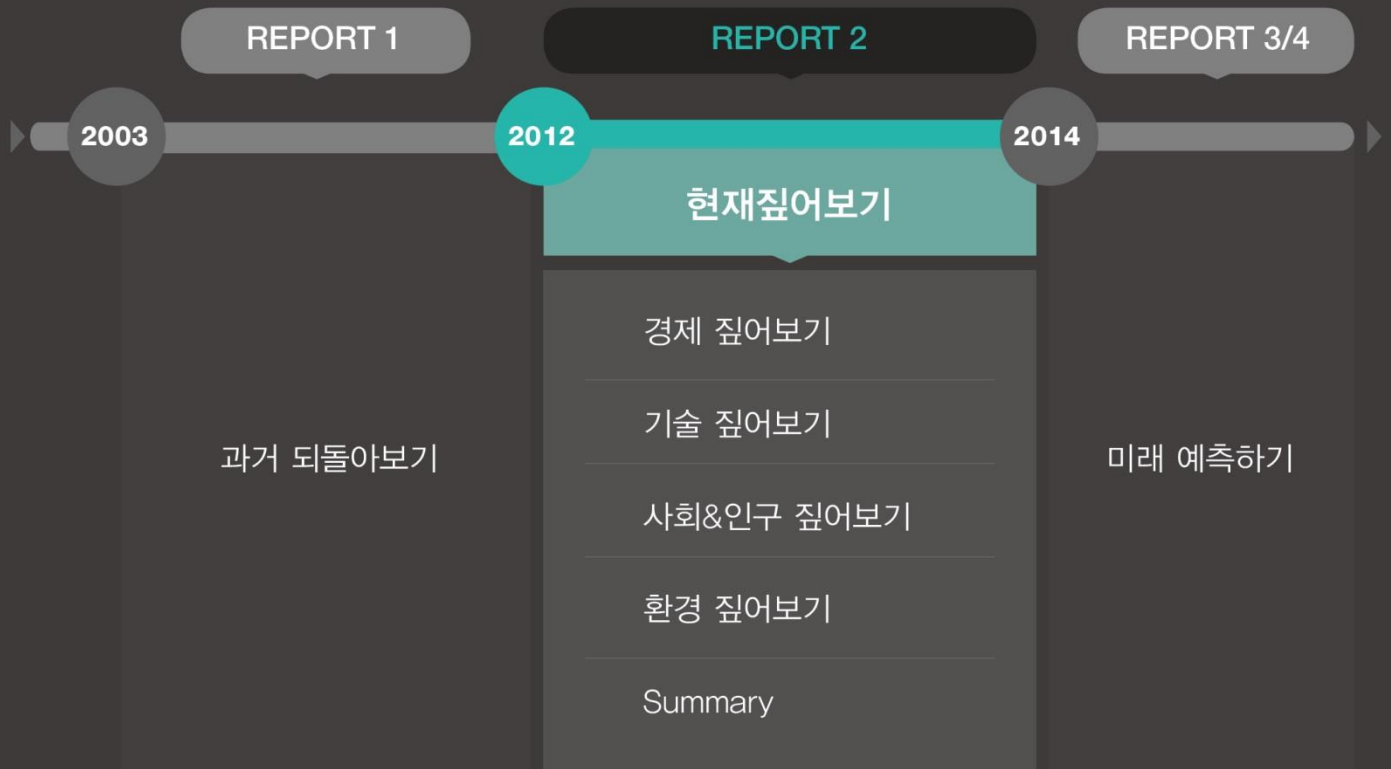 REPORT 1
REPORT 2
REPORT 3/4
2003
2012
2014
현재짚어보기
경제 짚어보기
기술 짚어보기
사회&인구 짚어보기
환경 짚어보기
Summary
과거 되돌아보기
미래 예측하기